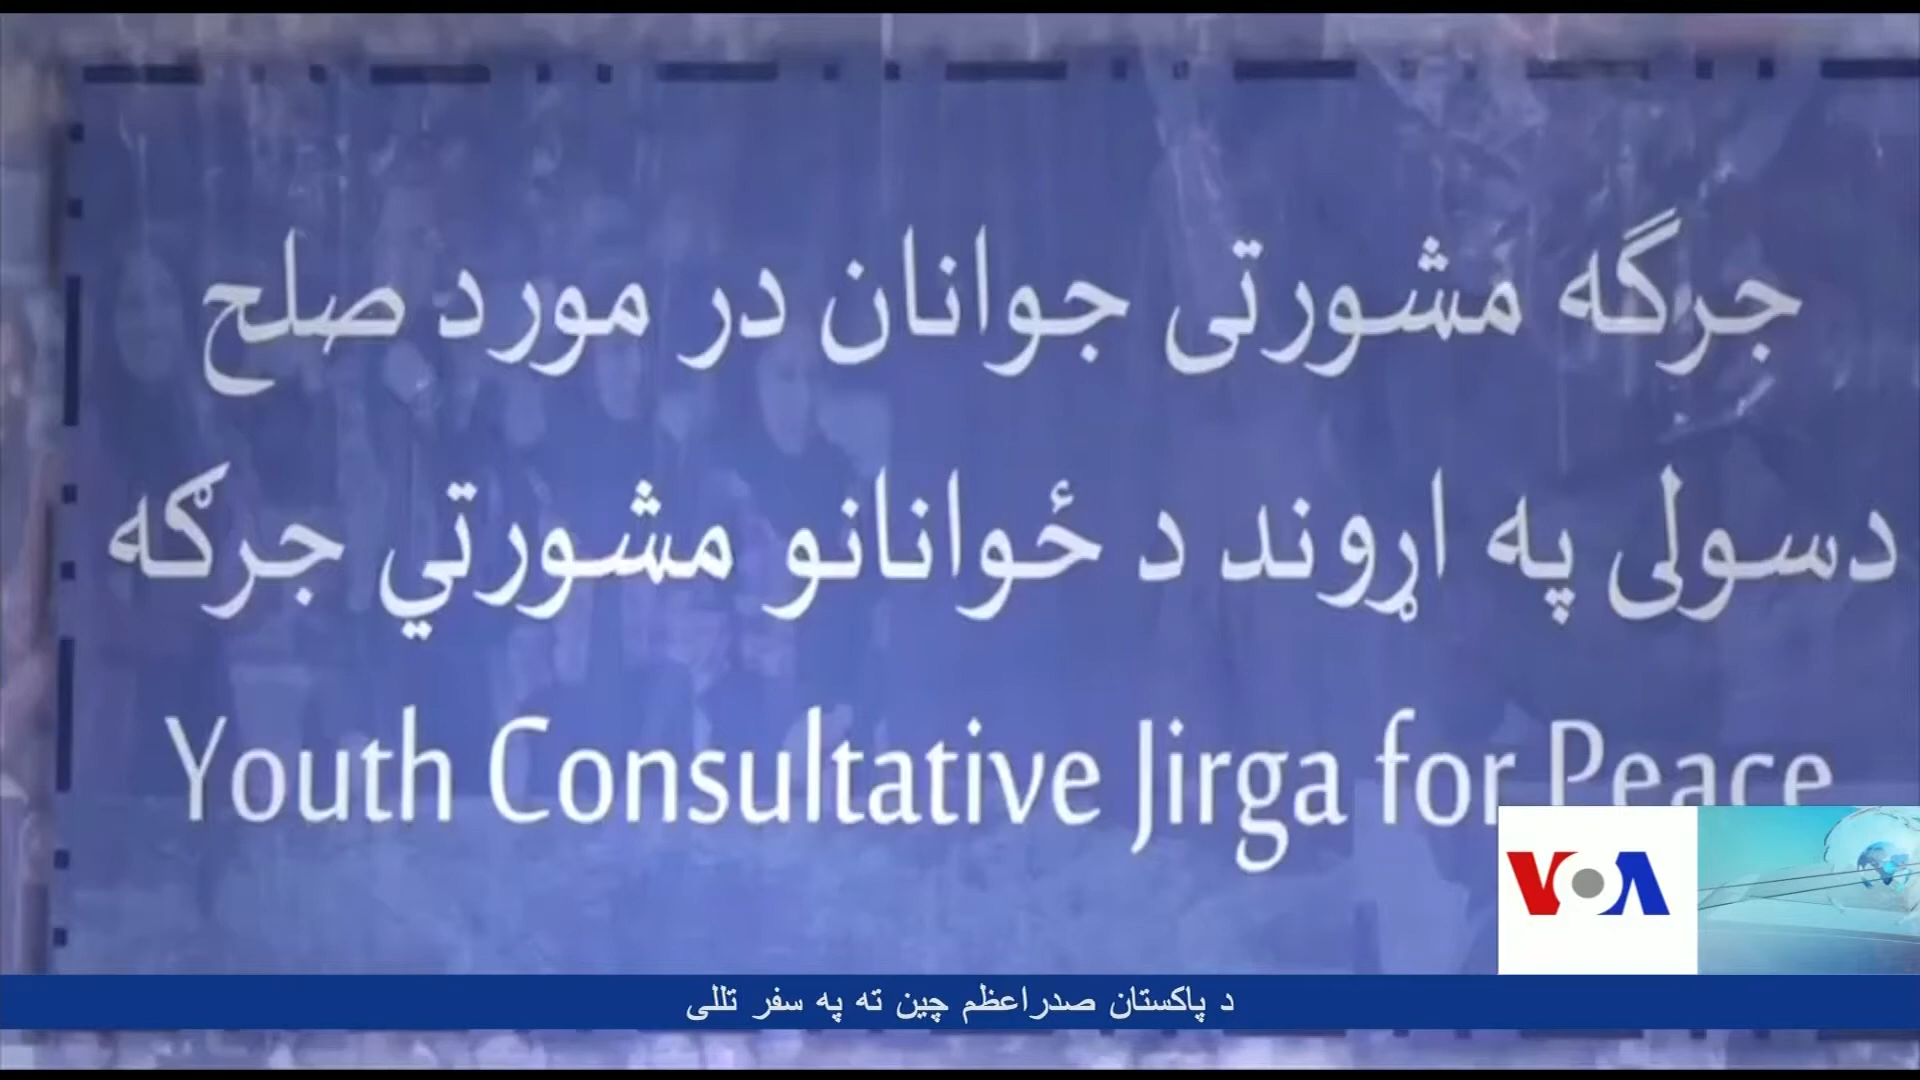 جرگه مشورتی جوانان در مورد صلح
دسولی په اړوند د ځوانانو مشورتي جرګه
Youth Consultative Jirga for Peace
VOA
د پاکستان صدراعظم چین ته په سفر تللی